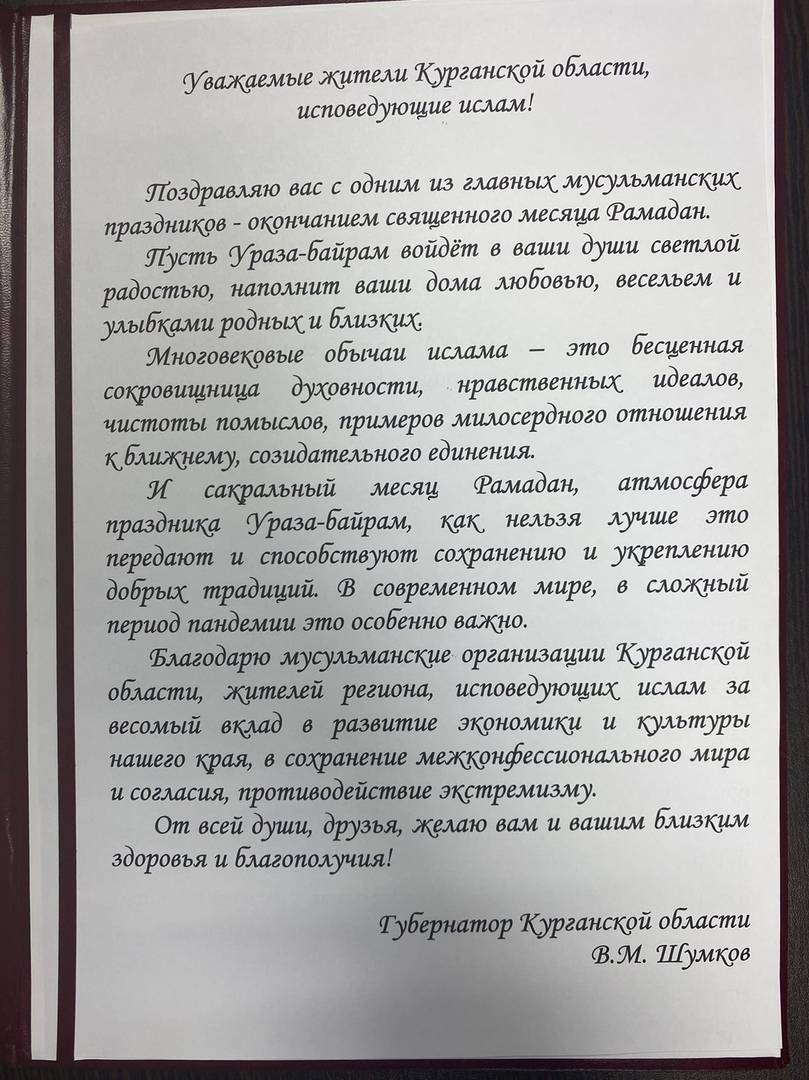 Уважаемые жители Курганской области,
исповедующие ислам!
Поздравляю вас с одним из главных мусульманских
праздников - окончанием священного месяца Рамадан.
Пусть Ураза-байрам войдёт в ваши души светлой
радостью, наполнит ваши дома любовью, весельем и
улыбками родных и близких.
Многовековые обычаи ислама – это бесценная
сокровищница духовности, нравственных идеалов,
чистоты помыслов, примеров милосердного отношения
к ближнему, созидательного единения.
И сакральный месяц Рамадан, атмосфера
праздника Ураза-байрам, как нельзя лучше это
передают и способствуют сохранению и укреплению
добрых традиций. В современном мире, в сложный
период пандемии это особенно важно.
Благодарю мусульманские организации Курганской
области, жителей региона, исповедующих ислам за
весомый вклад в развитие экономики и культуры
нашего края, в сохранение межконфессионального мира
и согласия, противодействие экстремизму.
От всей души, друзья, желаю вам и вашим близким
здоровья и благополучия!
Губернатор Курганской области
В.М. Шумков